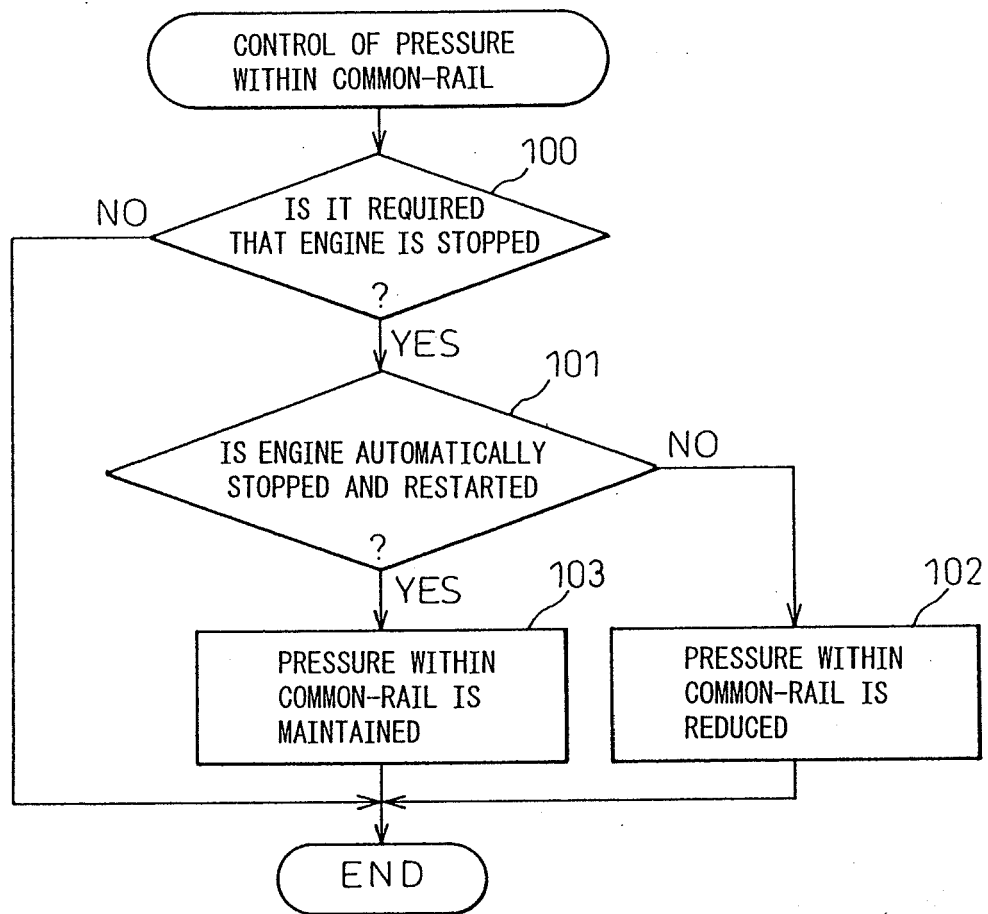 CONTROL OF PRESSURE
WITHIN COMMON-RAIL
100
IS IT REQUIRED
THAT ENGINE IS STOPPED
?
NO
YES
101
IS ENGINE AUTOMATICALLY
STOPPED AND RESTARTED
?
NO
YES
103
PRESSURE WITHIN
COMMON-RAIL IS
MAINTAINED
102
PRESSURE WITHIN
COMMON-RAIL IS
REDUCED
END